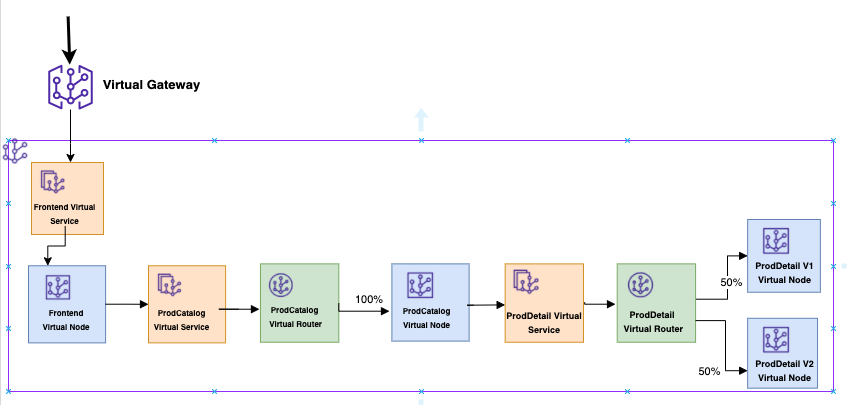 Virtual Gateway
Frontend Virtual
Service
Frontend
Virtual Node
ProdCatalog
Virtual Service
ProdCatalog
Virtual Router
100%
ProdCatalog
Virtual Node
ProdDetail Virtual
Service
ProdDetail
Virtual Router
50%
ProdDetail V1
Virtual Node
50%
ProdDetail V2
Virtual Node